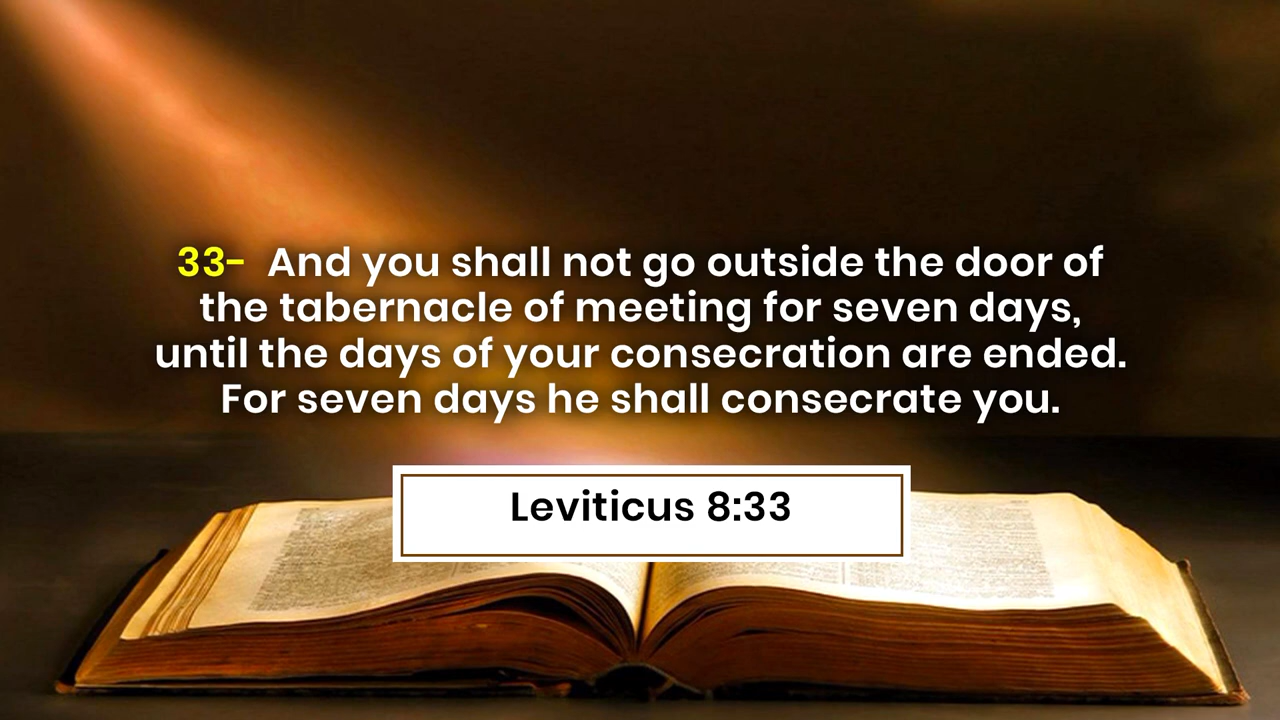 33- And you shall not go outside the door of
the tabernacle of meeting for seven days,
until the days of your consecration are ended.
For seven days he shall consecrate you.
Leviticus 8:33